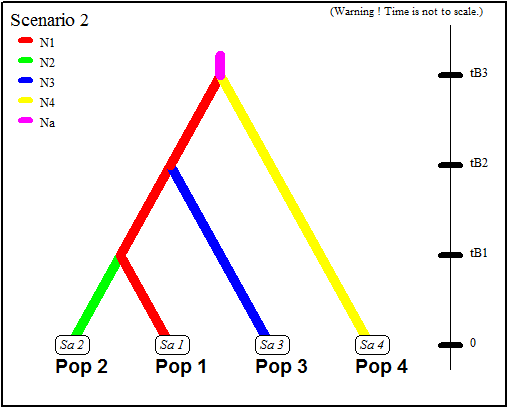 Scenario 2
(Warning ! Time is not to scale.)
N1
N2
N3
N4
Na
tB3
tB2
tB1
0
Sa 2
Sa 1
Sa 3
Sa 4
Pop 2
Pop 1
Pop 3
Pop 4